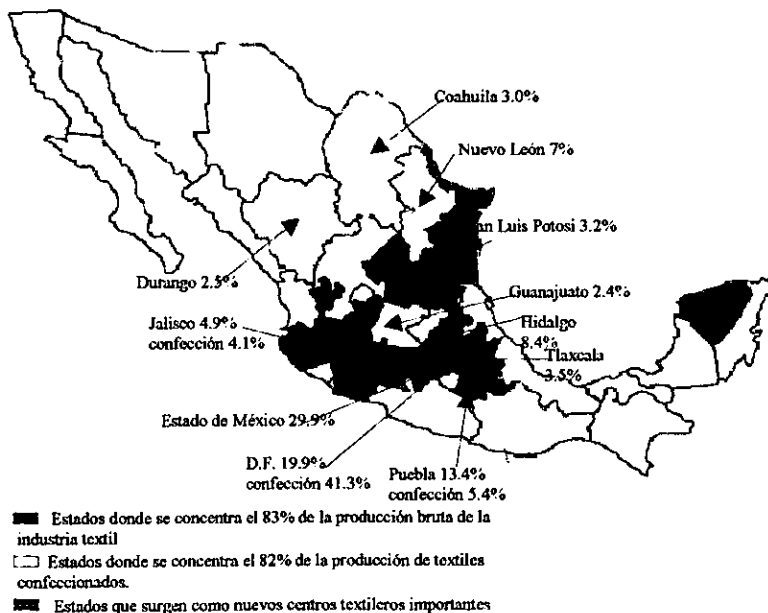 Coahuila 3.0%
Nuevo León 7%
an Luis Potosi 3.2%
Durango 2.5%
Guanajuato 2.4%
Jalisco 4.9%
confección 4.1%
Hidalgo
8.4%
Tlaxcala
3.5%
Estado de México 29.9%
D.F. 19.9%
confección 41.3%
Puebla 13.4%
confección 5.4%
Estados donde se concentra el 83% de la producción bruta de la
industria textil
Estados donde se concentra el 82% de la producción de textiles
confeccionados.
Estados que surgen como nuevos centros textileros importantes